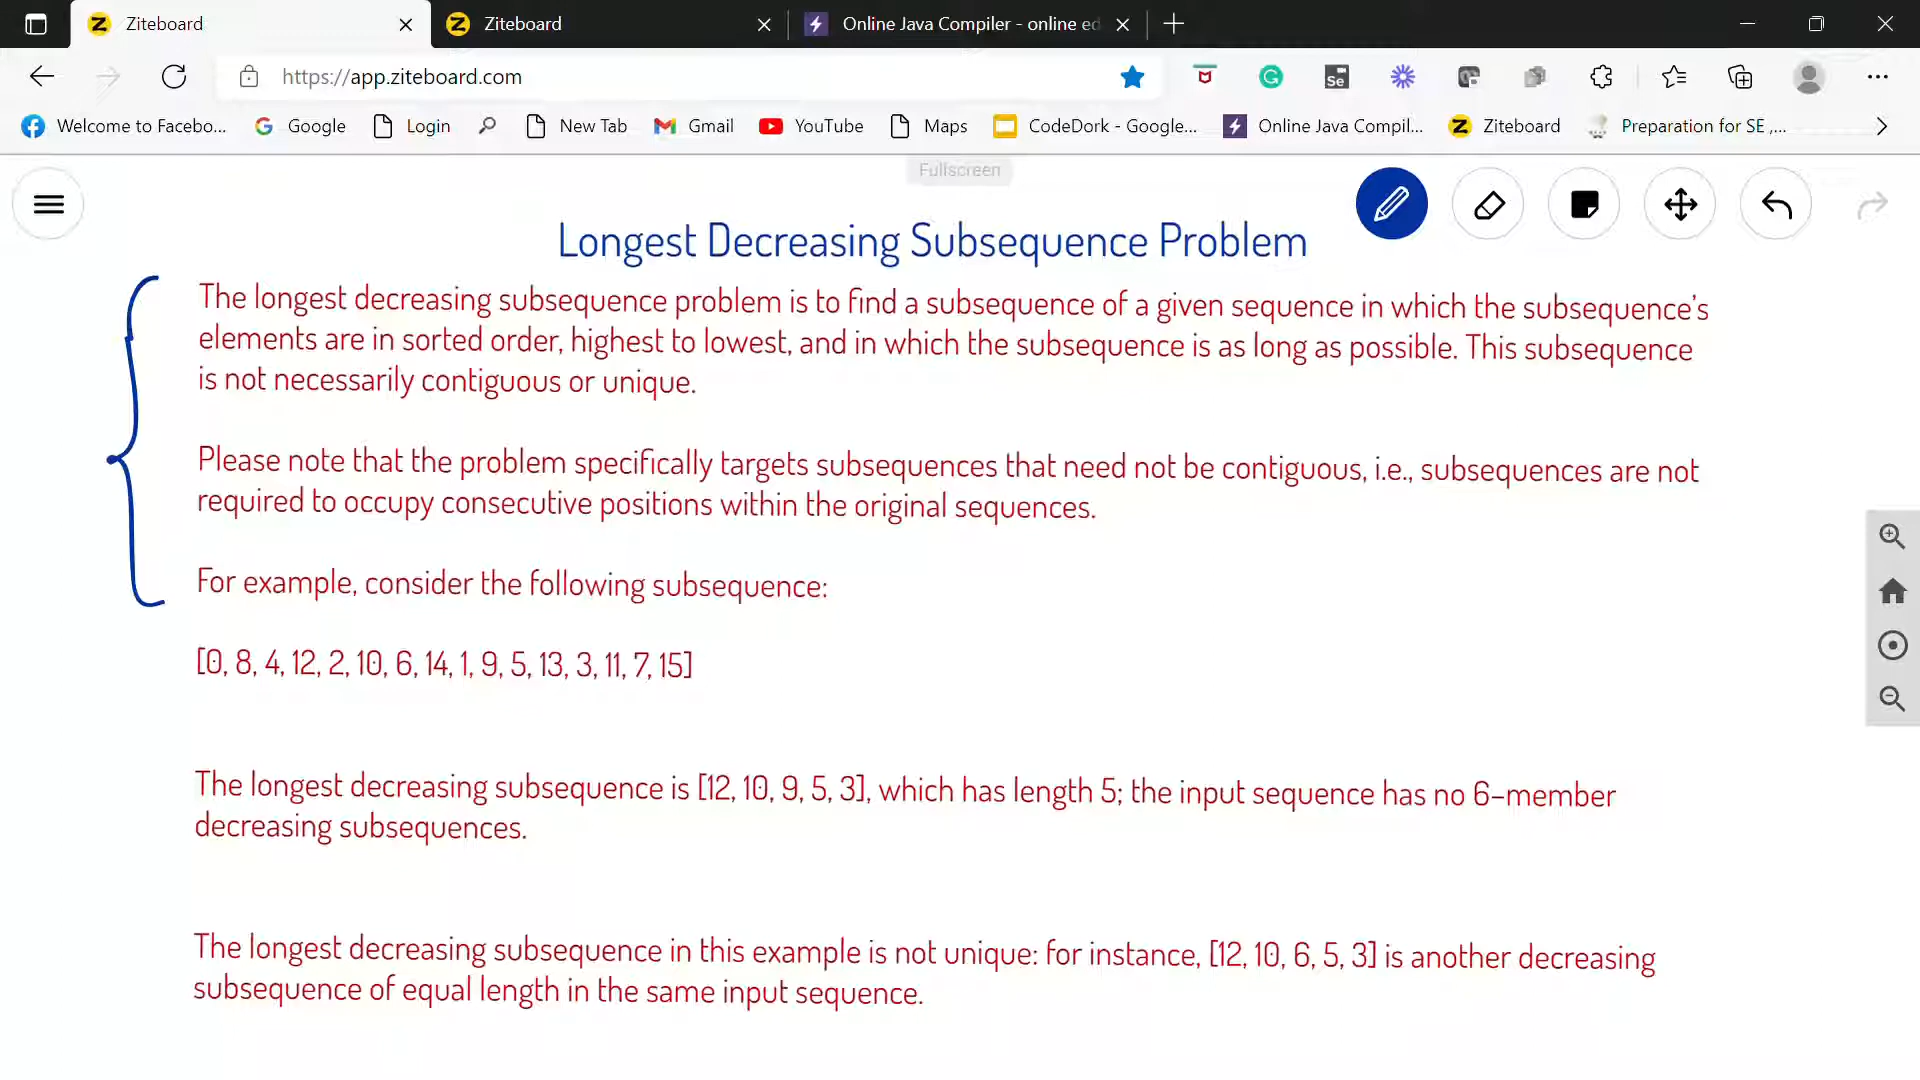 Ziteboard
Ziteboard
Online Java Compiler - online ed
https://app.ziteboard.com
Se
Welcome to Facebo...
Google
Login
New Tab
Gmail
YouTube
Maps
CodeDork - Google...
Online Java Compil...
Ziteboard
Preparation for SE ,...
Fullscreen
Longest Decreasing Subsequence Problem
The longest decreasing subsequence problem is to find a subsequence of a given sequence in which the subsequence's
elements are in sorted order, highest to lowest, and in which the subsequence is as long as possible. This subsequence
is not necessarily contiguous or unique.
Please note that the problem specifically targets subsequences that need not be contiguous, i.e., subsequences are not
required to occupy consecutive positions within the original sequences.
For example, consider the following subsequence:
[0, 8, 4, 12, 2, 10, 6, 14, 1, 9, 5, 13, 3, 11, 7, 15]
The longest decreasing subsequence is [12, 10, 9, 5, 3], which has length 5; the input sequence has no 6-member
decreasing subsequences.
The longest decreasing subsequence in this example is not unique: for instance, [12, 10, 6, 5, 3] is another decreasing
subsequence of equal length in the same input sequence.